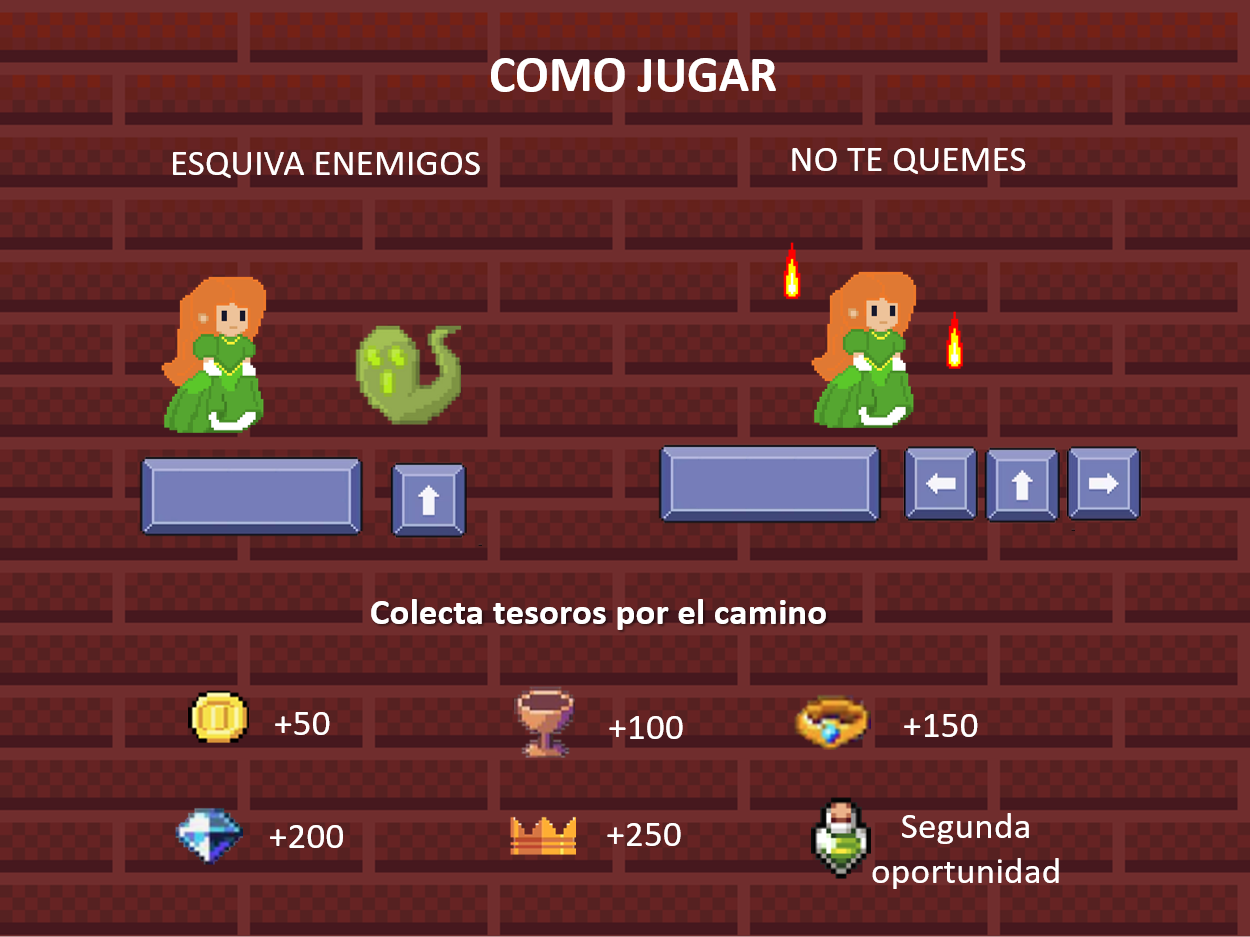 COMO JUGAR
ESQUIVA ENEMIGOS
NO TE QUEMES
Colecta tesoros por el camino
+50
+100
+150
+200
+250
Segunda
oportunidad